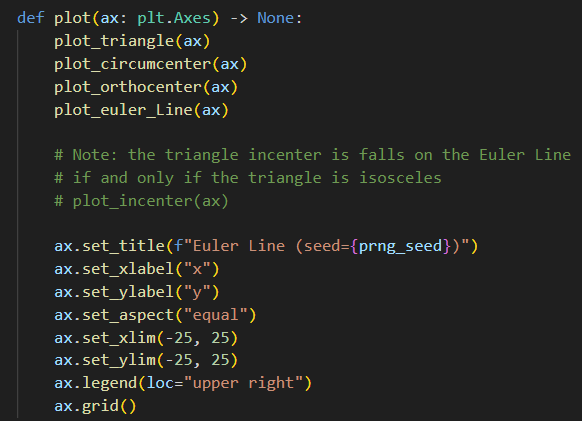 def plot(ax: plt.Axes) -> None:
    plot_triangle(ax)
    plot_circumcenter(ax)
    plot_orthocenter(ax)
    plot_euler_Line(ax)

    # Note: the triangle incenter is falls on the Euler Line
    # if and only if the triangle is isosceles
    # plot_incenter(ax)

    ax.set_title(f"Euler Line (seed={prng_seed})")
    ax.set_xlabel("x")
    ax.set_ylabel("y")
    ax.set_aspect("equal")
    ax.set_xlim(-25, 25)
    ax.set_ylim(-25, 25)
    ax.legend(loc="upper right")
    ax.grid()